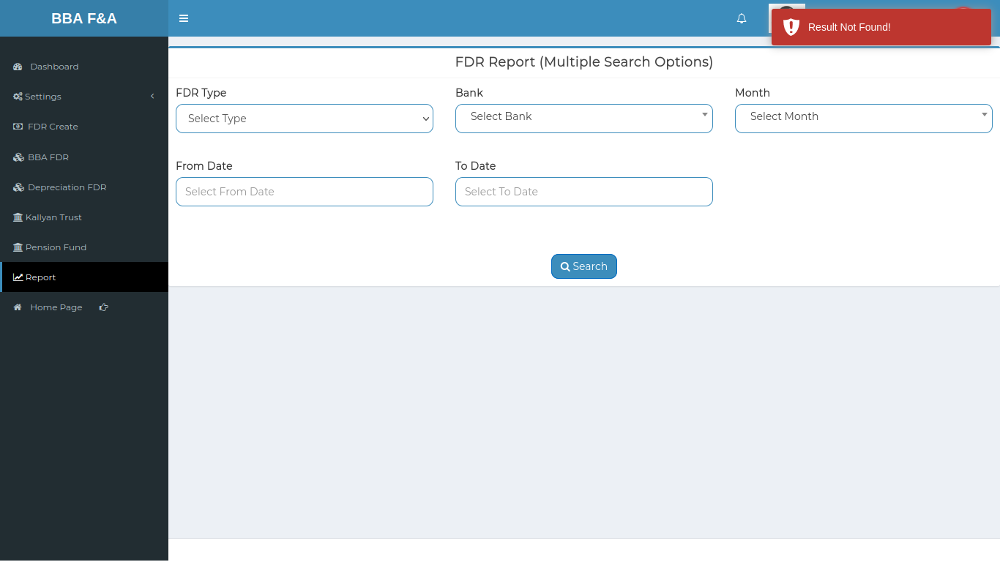 BBA F&A
Result Not Found!
Dashboard
Settings
FDR Create
BBA FDR
Depreciation FDR
Kallyan Trust
Pension Fund
Report
Home Page
FDR Report (Multiple Search Options)
FDR Type
Bank
Month
Select Type
Select Bank
Select Month
From Date
To Date
Select From Date
Select To Date
Search